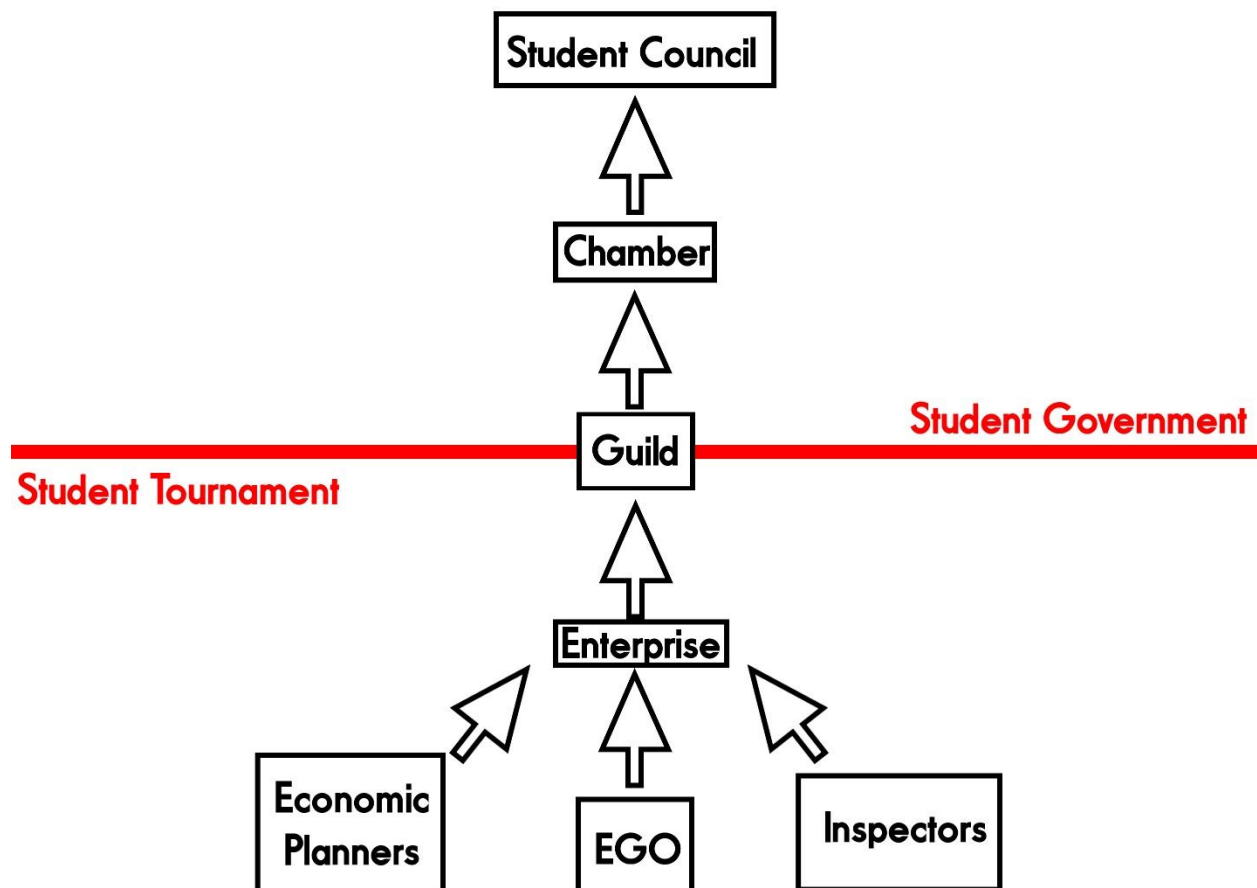 Student Council
Chamber
Student Government
Guild
Student Tournament
Enterprise
Economic
Planners
EGO
Inspectors